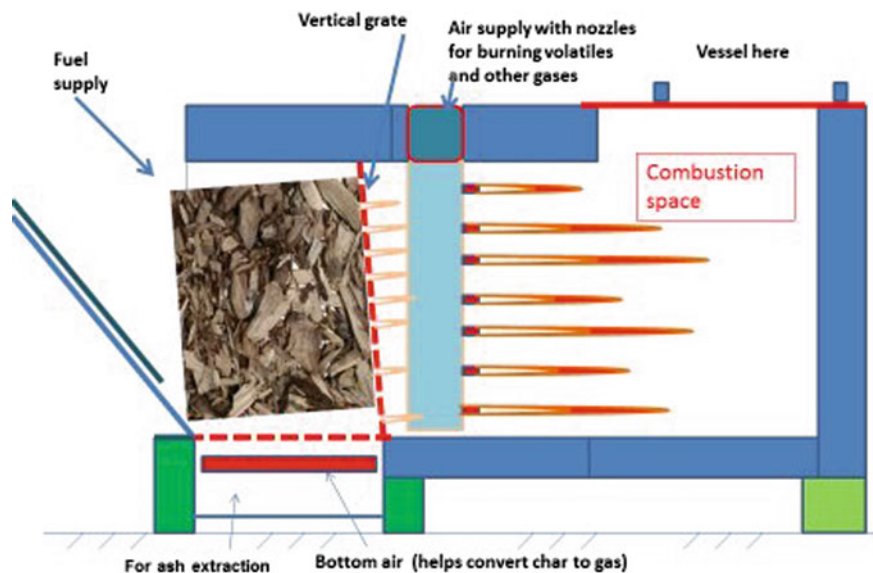 Vertical grate
Air supply with nozzles
for burning volatiles
and other gases
Vessel here
Fuel
supply
Combustion
space
For ash extraction
Bottom air (helps convert char to gas)